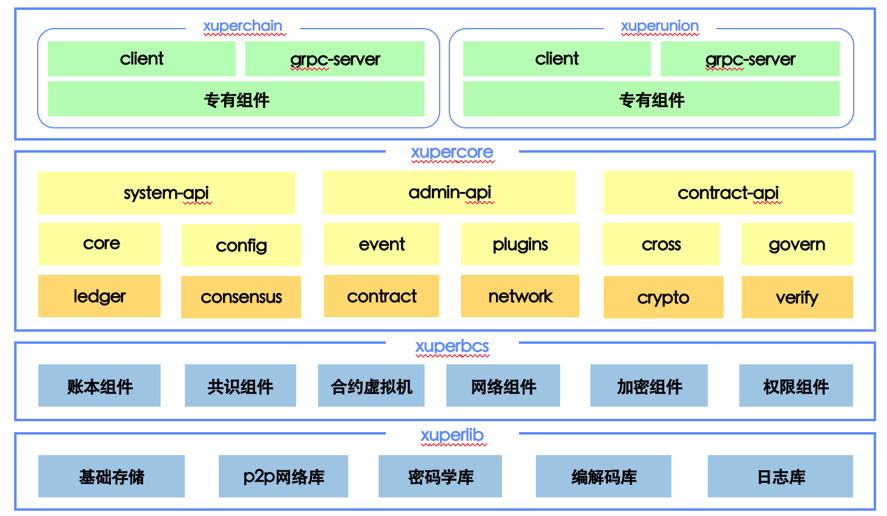 xuperchain
xuperunion
client
grpc-server
client
grpc-server
专有组件
专有组件
xupercore
system-api
admin-api
contract-api
core
config
event
plugins
cross
govern
ledger
consensus
contract
network
crypto
verify
xuperbcs
账本组件
共识组件
合约虚拟机
网络组件
加密组件
权限组件
xuperlib
基础存储
p2p网络库
密码学库
编解码库
日志库